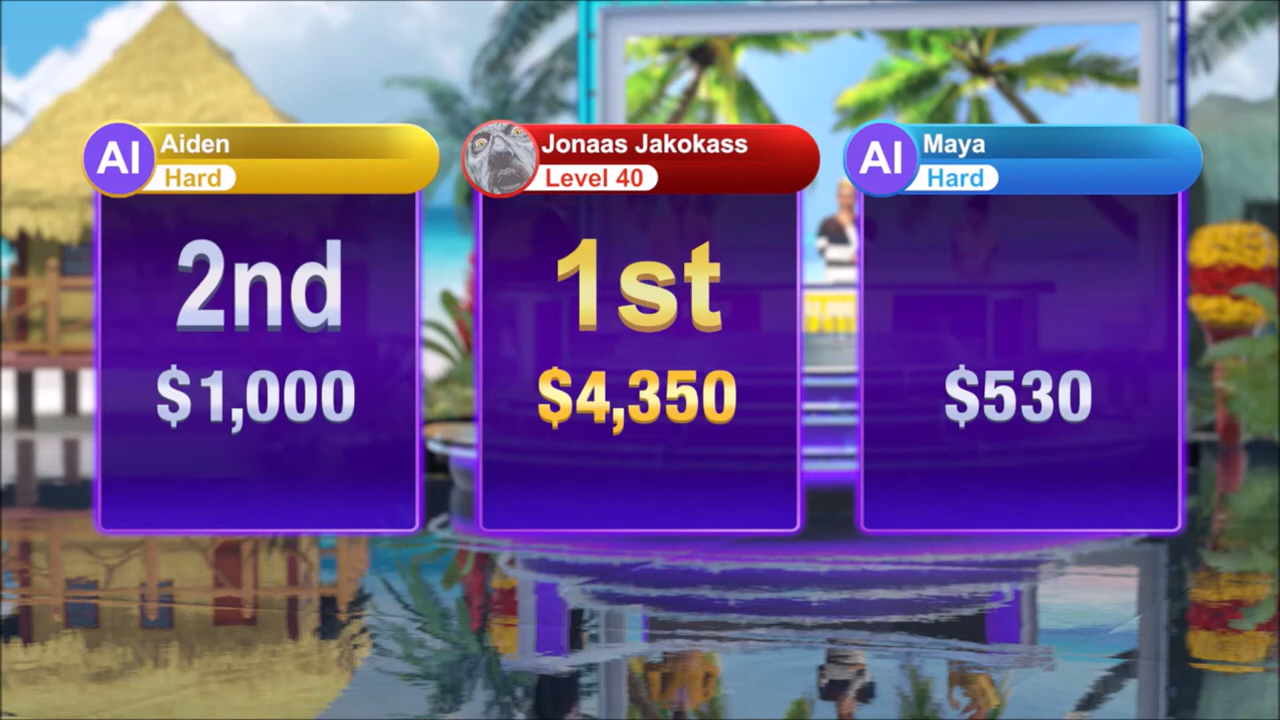 AI
Aiden
Hard
2nd
$1,000
Jonaas Jakokass
Level 40
1st
$4,350
AI
Maya
Hard
$530